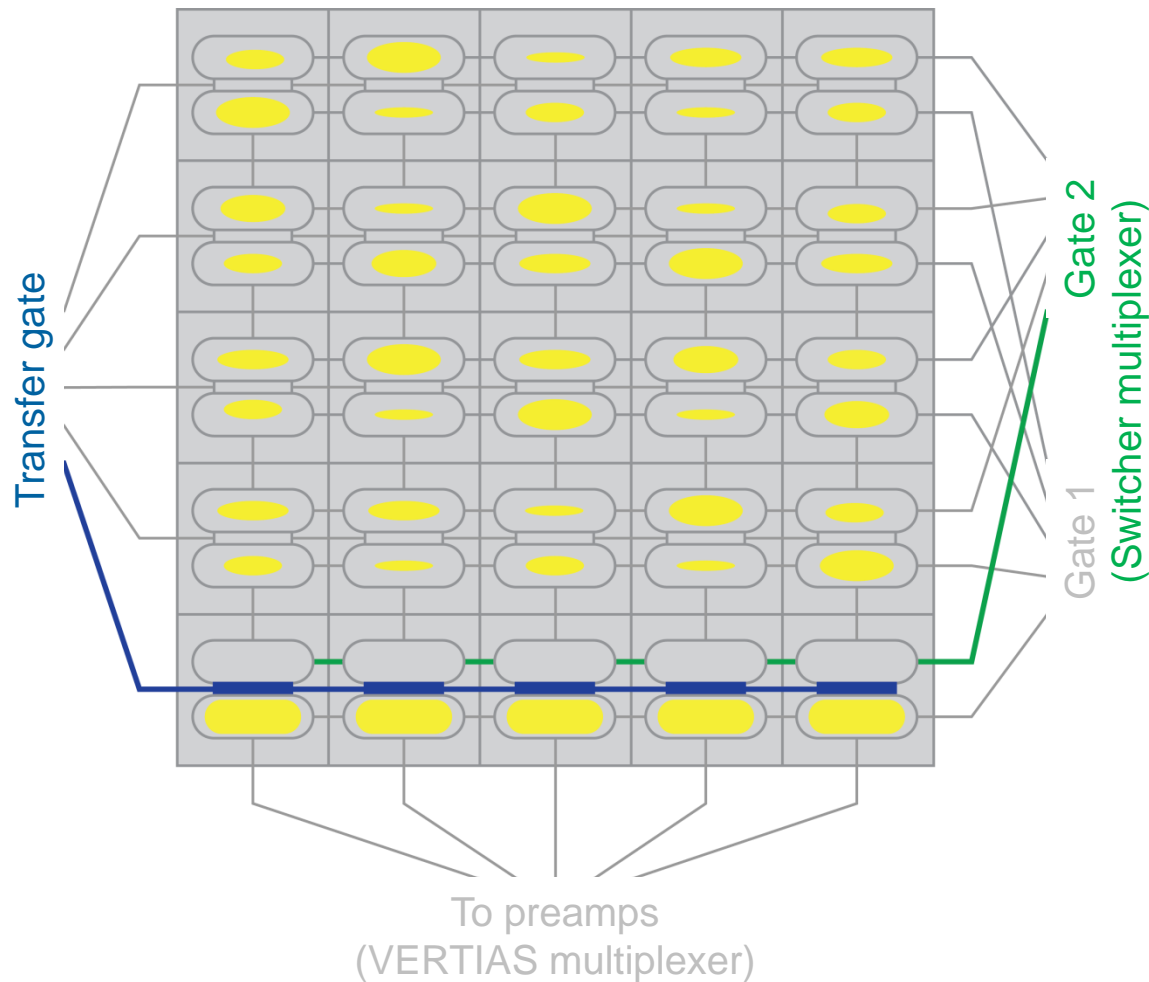 Transfer gate
Gate 2
(Switcher multiplexer)
Gate 1
To preamps
(VERTIAS multiplexer)